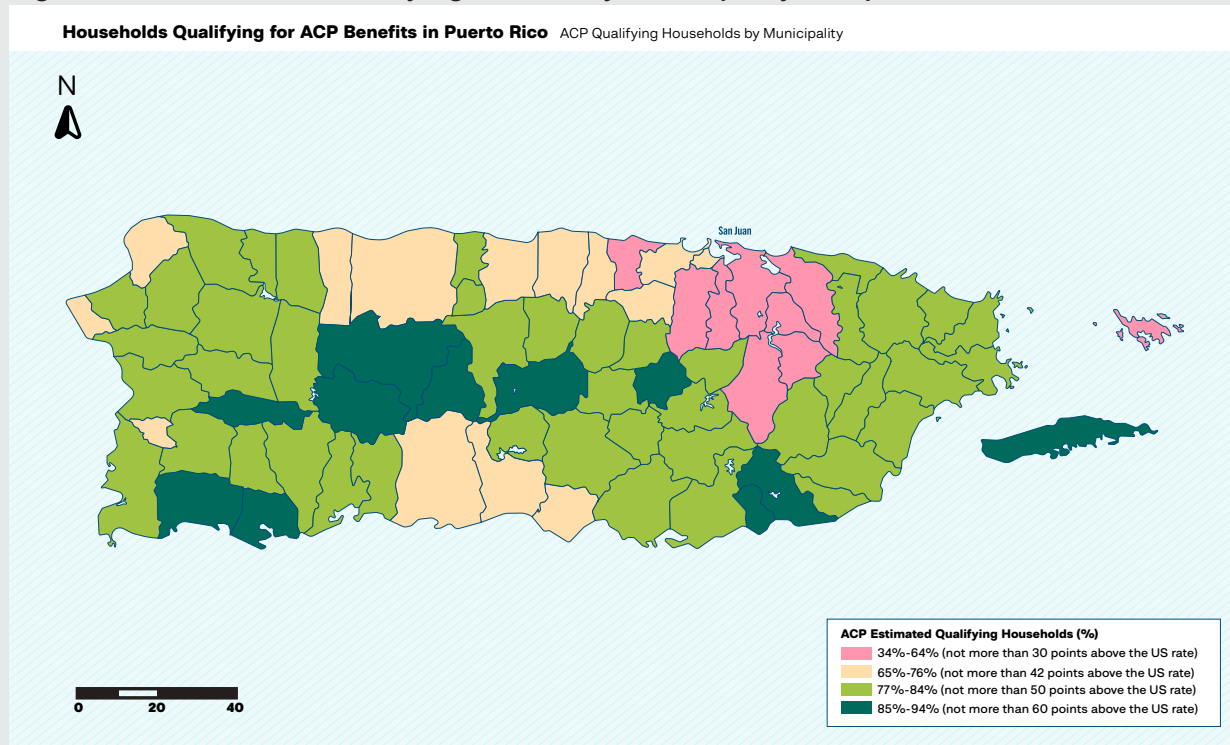 Households Qualifying for ACP Benefits in Puerto Rico ACP Qualifying Households by Municipality
N
San Juan
ACP Estimated Qualifying Households (%)
34%-64% (not more than 30 points above the US rate)
65%-76% (not more than 42 points above the US rate)
77%-84% (not more than 50 points above the US rate)
85%-94% (not more than 60 points above the US rate)
0 20 40